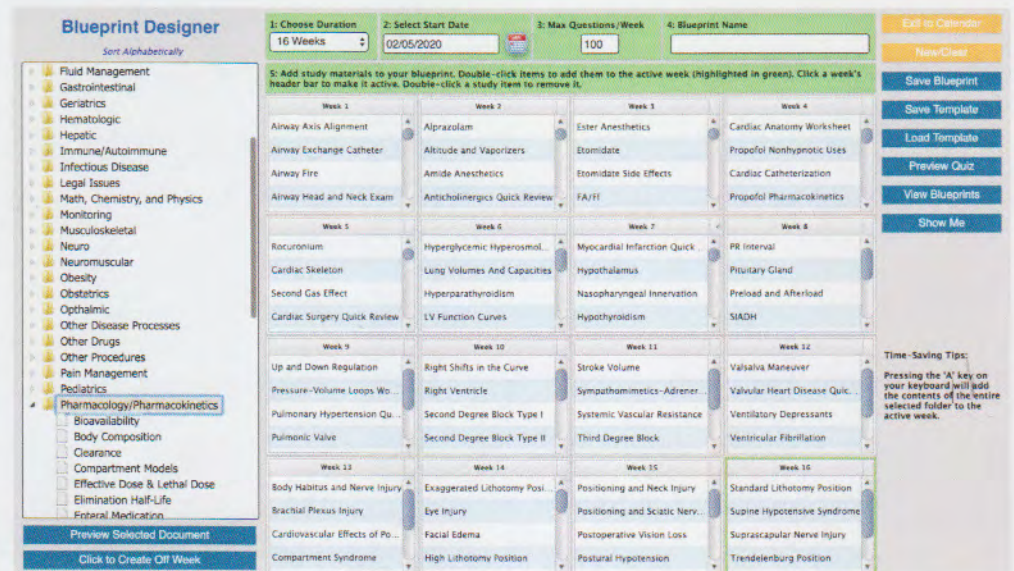 Blueprint Designer
Sort Alphabetically
Fluid Management
Gastrointestinal
Geriatrics
Hematologic
Hepatic
Immune/Autoimmune
Infectious Disease
Legal Issues
Math, Chemistry, and Physics
Monitoring
Musculoskeletal
Neuro
Neuromuscular
Obesity
Obstetrics
Opthalmic
Other Disease Processes
Other Drugs
Other Procedures
Pain Management
Pediatrics
Pharmacology/Pharmacokinetics
Bioavailability
Body Composition
Clearance
Compartment Models
Effective Dose & Lethal Dose
Elimination Half-Life
Enteral Medication
Preview Selected Document
Click to Create Off Week
1: Choose Duration
16 Weeks
2: Select Start Date
02/05/2020
3: Max Questions/Week
100
4: Blueprint Name
5: Add study materials to your blueprint. Double-click items to add them to the active week (highlighted in green). Click a week's
header bar to make it active. Double-click a study item to remove it.
Week 1
Airway Axis Alignment
Airway Exchange Catheter
Airway Fire
Airway Head and Neck Exam
Week 2
Alprazolam
Altitude and Vaporizers
Amide Anesthetics
Anticholinergics Quick Review
Week 3
Ester Anesthetics
Etomidate
Etomidate Side Effects
FA/FI
Week 4
Cardiac Anatomy Worksheet
Propofol Nonhypnotic Uses
Cardiac Catheterization
Propofol Pharmacokinetics
Week 5
Rocuronium
Cardiac Skeleton
Second Gas Effect
Cardiac Surgery Quick Review
Week 6
Hyperglycemic Hyperosmol...
Lung Volumes And Capacities
Hyperparathyroidism
LV Function Curves
Week 7
Myocardial Infarction Quick
Hypothalamus
Nasopharyngeal Innervation
Hypothyroidism
Week 8
PR Interval
Pituitary Gland
Preload and Afterload
SIADH
Week 9
Up and Down Regulation
Pressure-Volume Loops Wo...
Pulmonary Hypertension Qu...
Pulmonic Valve
Week 10
Right Shifts in the Curve
Right Ventricle
Second Degree Block Type I
Second Degree Block Type II
Week 11
Stroke Volume
Sympathomimetics-Adrener...
Systemic Vascular Resistance
Third Degree Block
Week 12
Valsalva Maneuver
Valvular Heart Disease Quic...
Ventilatory Depressants
Ventricular Fibrillation
Week 13
Body Habitus and Nerve Injury
Brachial Plexus Injury
Cardiovascular Effects of Po...
Compartment Syndrome
Week 14
Exaggerated Lithotomy Posi...
Eye Injury
Facial Edema
High Lithotomy Position
Week 15
Positioning and Neck Injury
Positioning and Sciatic Nerv...
Postoperative Vision Loss
Postural Hypotension
Week 16
Standard Lithotomy Position
Supine Hypotensive Syndrome
Suprascapular Nerve Injury
Trendelenburg Position
Exit to Calendar
New/Clear
Save Blueprint
Save Template
Load Template
Preview Quiz
View Blueprints
Show Me
Time-Saving Tips:
Pressing the 'A' key on
your keyboard will add
the contents of the entire
selected folder to the
active week.